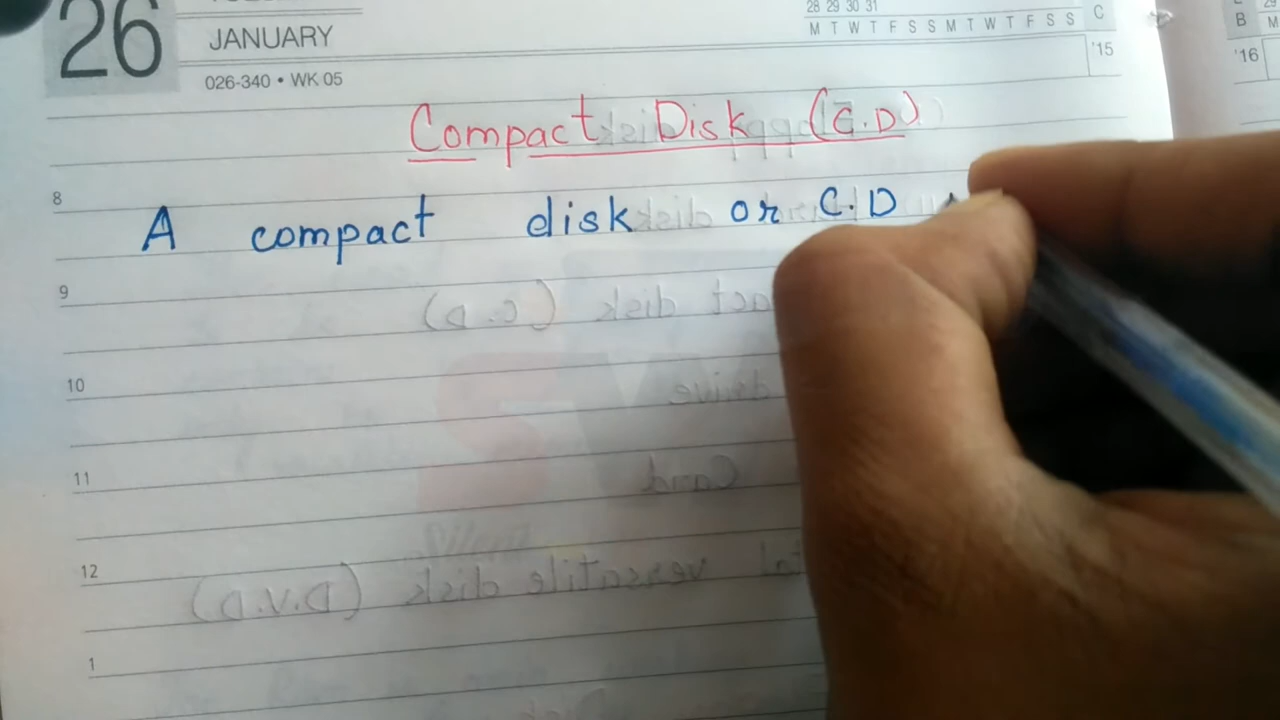 28 29 30 31
M T W T F S S M T W T F S S
C
26
JANUARY
026-340 • WK 05
'15
B M
'16
Compact Disk (C.D)
8
A compact disk or C.D
9
10
11
12
1